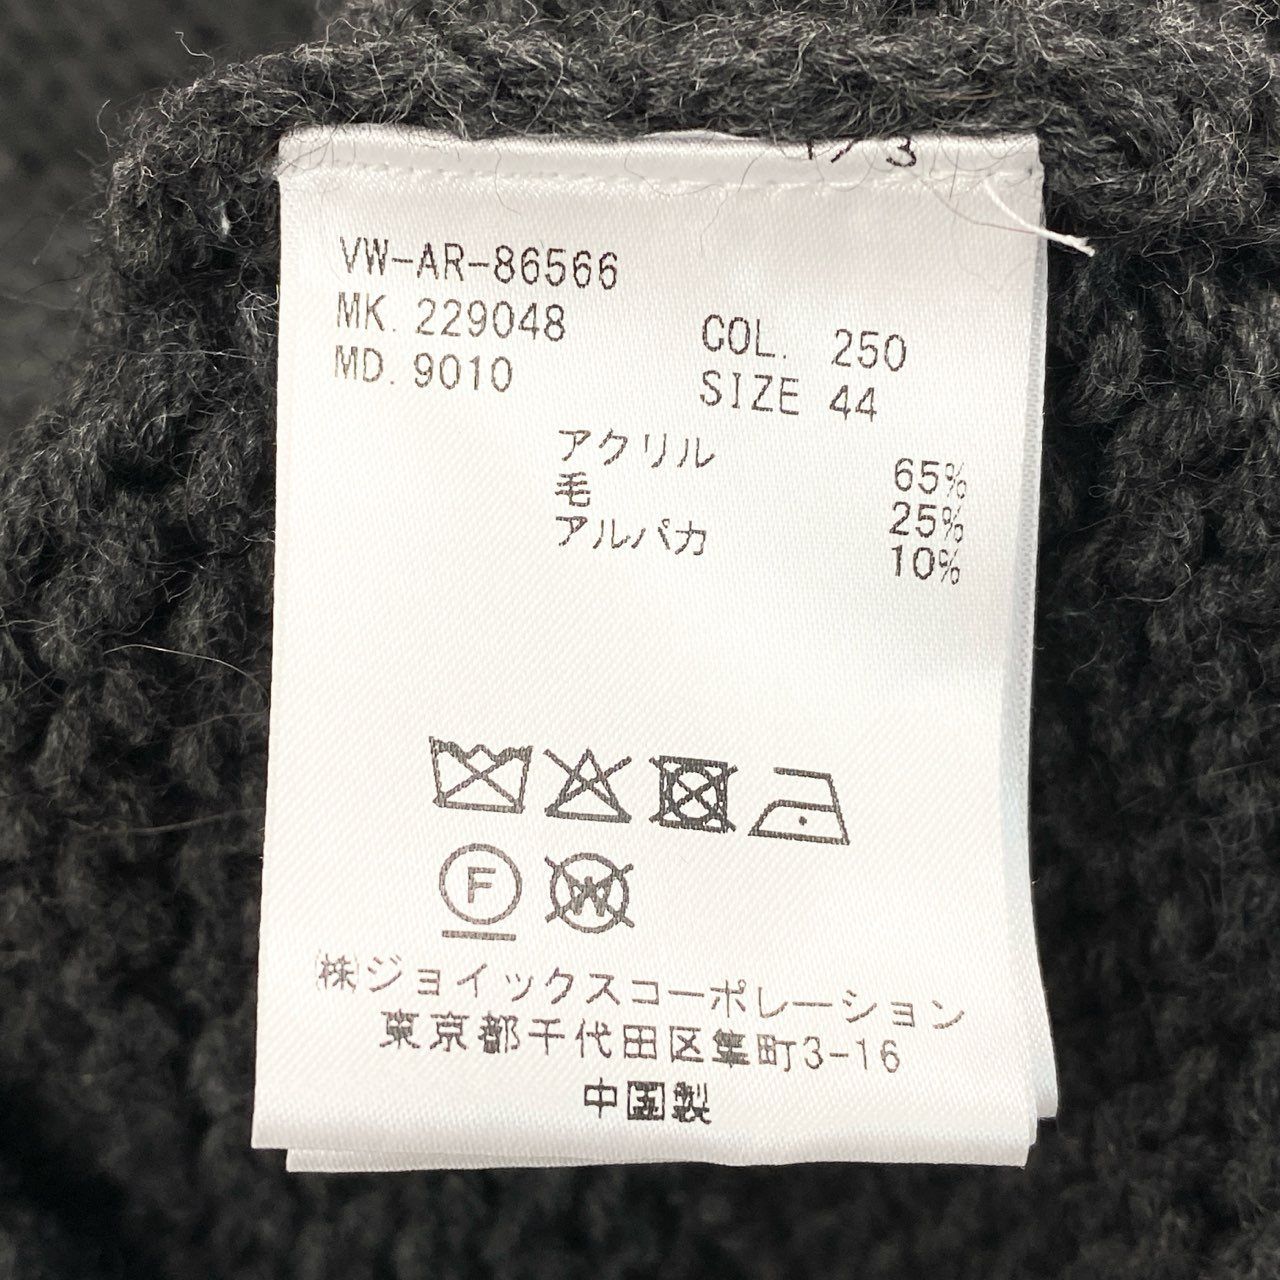 VW-AR-86566
MK. 229048 COL. 250
MD. 9010 SIZE 44
アクリル 65%
毛 25%
アルパカ 10%
F
W
㈱ジョイックスコーポレーション
東京都千代田区隼町3-16
中国製